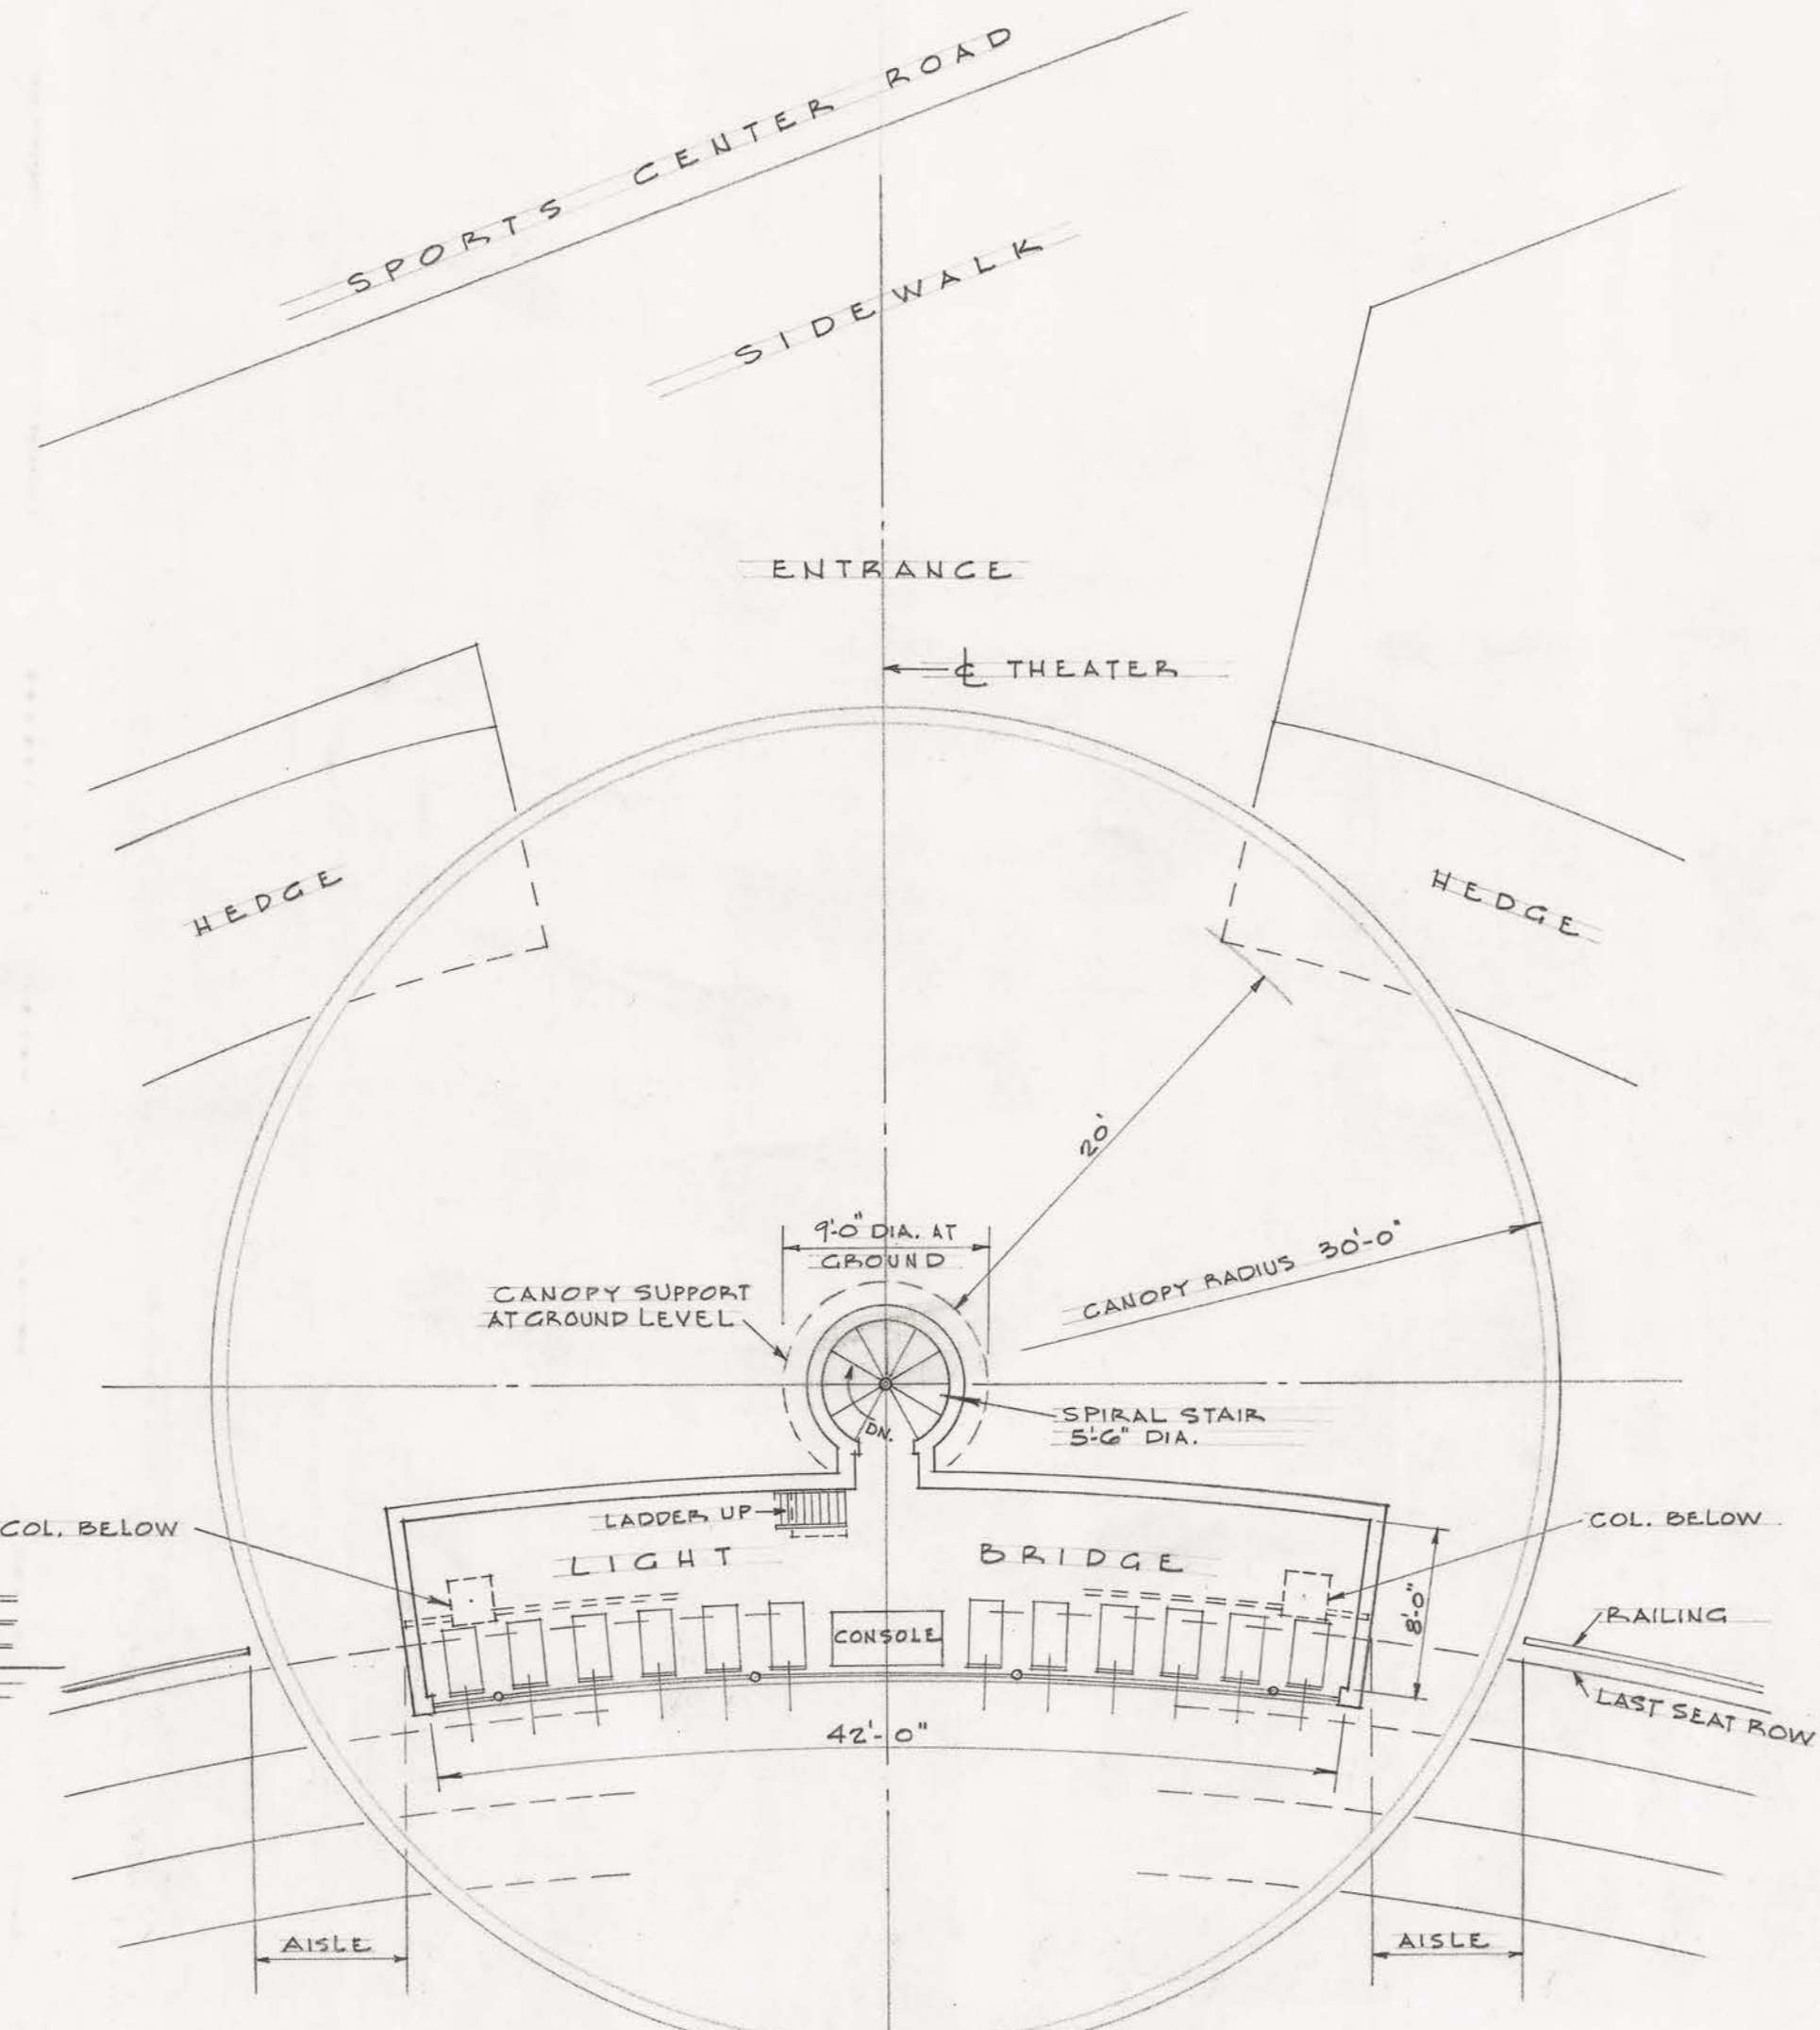 SPORTS CENTER ROAD
SIDEWALK
ENTRANCE
℄ THEATER
HEDGE
HEDGE
20'
9'-0" DIA. AT
GROUND
CANOPY RADIUS 30'-0"
CANOPY SUPPORT
AT GROUND LEVEL
SPIRAL STAIR
5'-6" DIA.
DN.
LADDER UP
COL. BELOW
COL. BELOW
LIGHT BRIDGE
8'-0"
CONSOLE
RAILING
LAST SEAT ROW
42'-0"
AISLE
AISLE